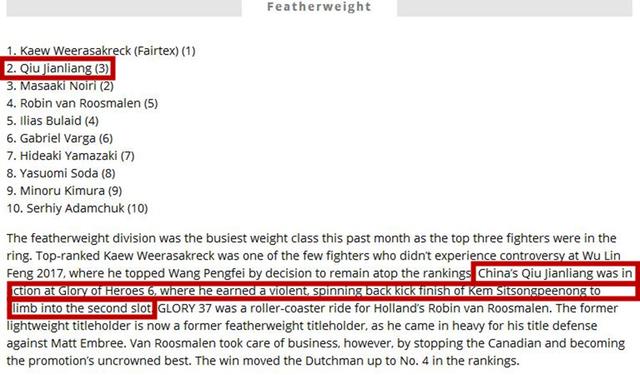 Featherweight
1. Kaew Weerasakreck (Fairtex) (1)
2. Qiu Jianliang (3)
3. Masaaki Noiri (2)
4. Robin van Roosmalen (5)
5. Ilias Bulaid (4)
6. Gabriel Varga (6)
7. Hideaki Yamazaki (7)
8. Yasuomi Soda (8)
9. Minoru Kimura (9)
10. Serhiy Adamchuk (10)
The featherweight division was the busiest weight class this past month as the top three fighters were in the
ring. Top-ranked Kaew Weerasakreck was one of the few fighters who didn't experience controversy at Wu Lin
Feng 2017, where he topped Wang Pengfei by decision to remain atop the rankings. China's Qiu Jianliang was in
ction at Glory of Heroes 6, where he earned a violent, spinning back kick finish of Kem Sitsongpeenong to
limb into the second slot. GLORY 37 was a roller-coaster ride for Holland's Robin van Roosmalen. The former
lightweight titleholder is now a former featherweight titleholder, as he came in heavy for his title defense
against Matt Embree. Van Roosmalen took care of business, however, by stopping the Canadian and becoming
the promotion's uncrowned best. The win moved the Dutchman up to No. 4 in the rankings.